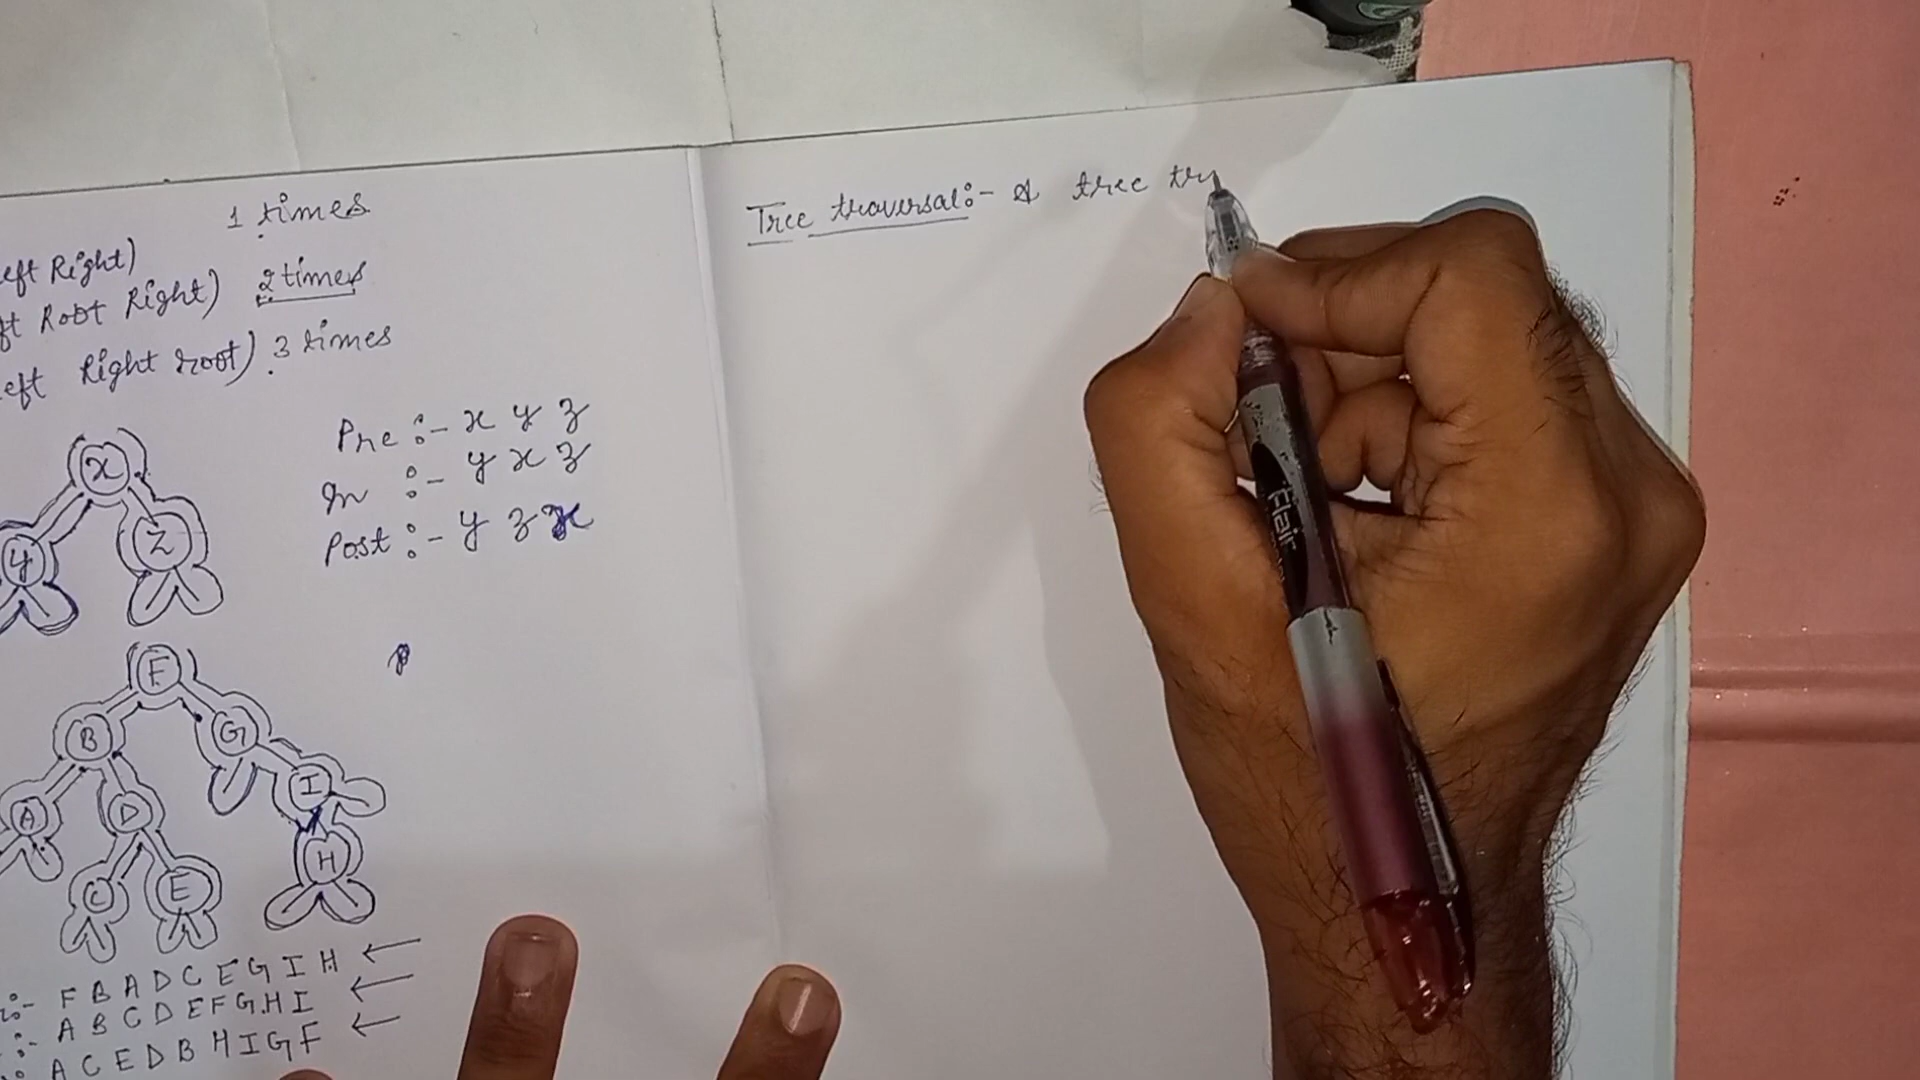 1 times
eft Right)
ft Root Right) 2 times
eft Right root) 3 times
Pre :- x y z
In :- y x z
Post :- y z x
x
y z
F
B G
A D I
C E H
:- F B A D C E G I H ←
:- A B C D E F G H I ←
A C E D B H I G F ←
Tree traversal:- A tree tr
Flair